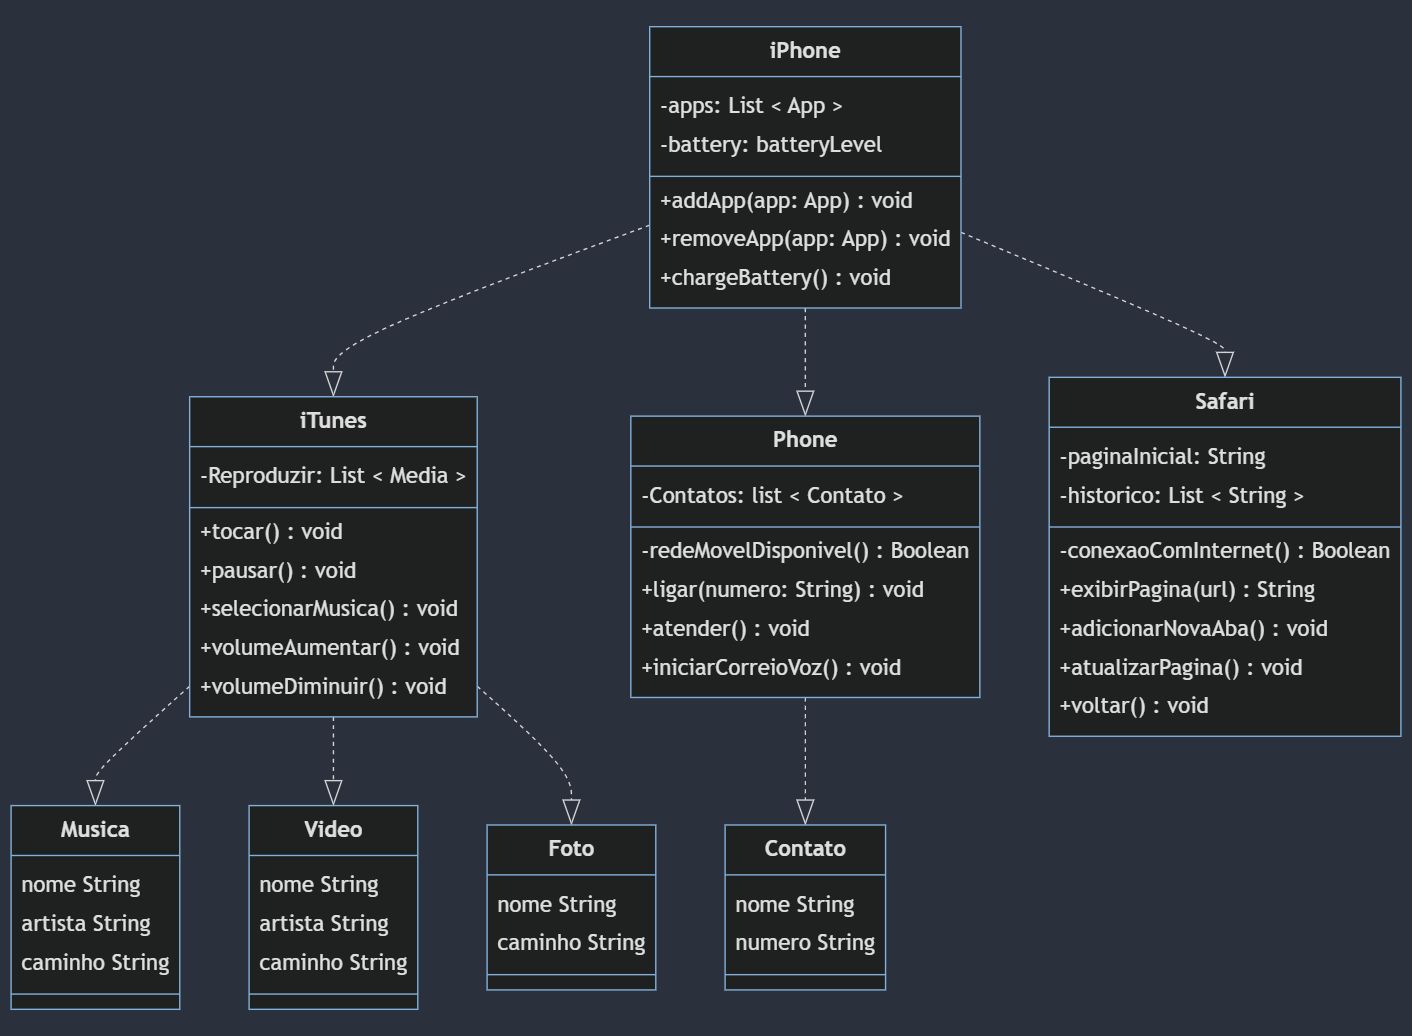 iPhone
-apps: List < App >
-battery: batteryLevel
+addApp(app: App) : void
+removeApp(app: App) : void
+chargeBattery() : void
iTunes
-Reproduzir: List < Media >
+tocar() : void
+pausar() : void
+selecionarMusica() : void
+volumeAumentar() : void
+volumeDiminuir() : void
Phone
-Contatos: list < Contato >
-redeMovelDisponivel() : Boolean
+ligar(numero: String) : void
+atender() : void
+iniciarCorreioVoz() : void
Safari
-paginaInicial: String
-historico: List < String >
-conexaoComInternet() : Boolean
+exibirPagina(url) : String
+adicionarNovaAba() : void
+atualizarPagina() : void
+voltar() : void
Musica
nome String
artista String
caminho String
Video
nome String
artista String
caminho String
Foto
nome String
caminho String
Contato
nome String
numero String